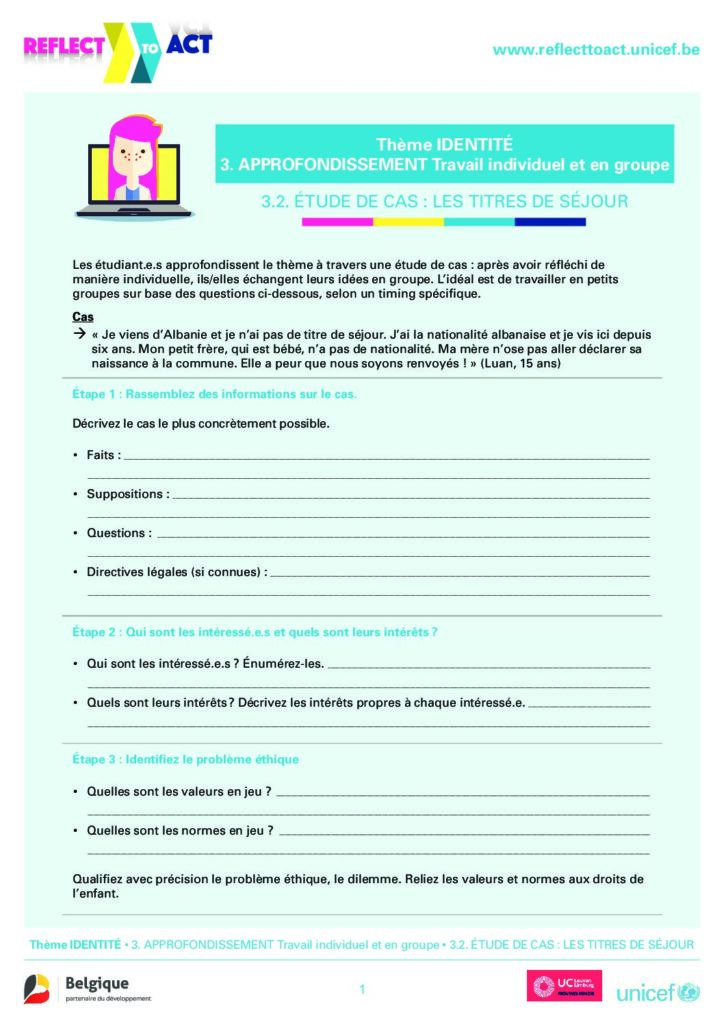 REFLECT TO ACT
www.reflecttoact.unicef.be
Thème IDENTITÉ
3. APPROFONDISSEMENT Travail individuel et en groupe
3.2. ÉTUDE DE CAS : LES TITRES DE SÉJOUR
Les étudiant.e.s approfondissent le thème à travers une étude de cas : après avoir réfléchi de
manière individuelle, ils/elles échangent leurs idées en groupe. L'idéal est de travailler en petits
groupes sur base des questions ci-dessous, selon un timing spécifique.
Cas
→ « Je viens d'Albanie et je n'ai pas de titre de séjour. J'ai la nationalité albanaise et je vis ici depuis
six ans. Mon petit frère, qui est bébé, n'a pas de nationalité. Ma mère n'ose pas aller déclarer sa
naissance à la commune. Elle a peur que nous soyons renvoyés ! » (Luan, 15 ans)
Étape 1 : Rassemblez des informations sur le cas.
Décrivez le cas le plus concrètement possible.
• Faits :
• Suppositions :
• Questions :
• Directives légales (si connues) :
Étape 2 : Qui sont les intéressé.e.s et quels sont leurs intérêts ?
• Qui sont les intéressé.e.s ? Énumérez-les.
• Quels sont leurs intérêts ? Décrivez les intérêts propres à chaque intéressé.e.
Étape 3 : Identifiez le problème éthique
• Quelles sont les valeurs en jeu ?
• Quelles sont les normes en jeu ?
Qualifiez avec précision le problème éthique, le dilemme. Reliez les valeurs et normes aux droits de
l'enfant.
Thème IDENTITÉ • 3. APPROFONDISSEMENT Travail individuel et en groupe • 3.2. ÉTUDE DE CAS : LES TITRES DE SÉJOUR
Belgique
partenaire du développement
1
UC Leuven
Limburg
unicef